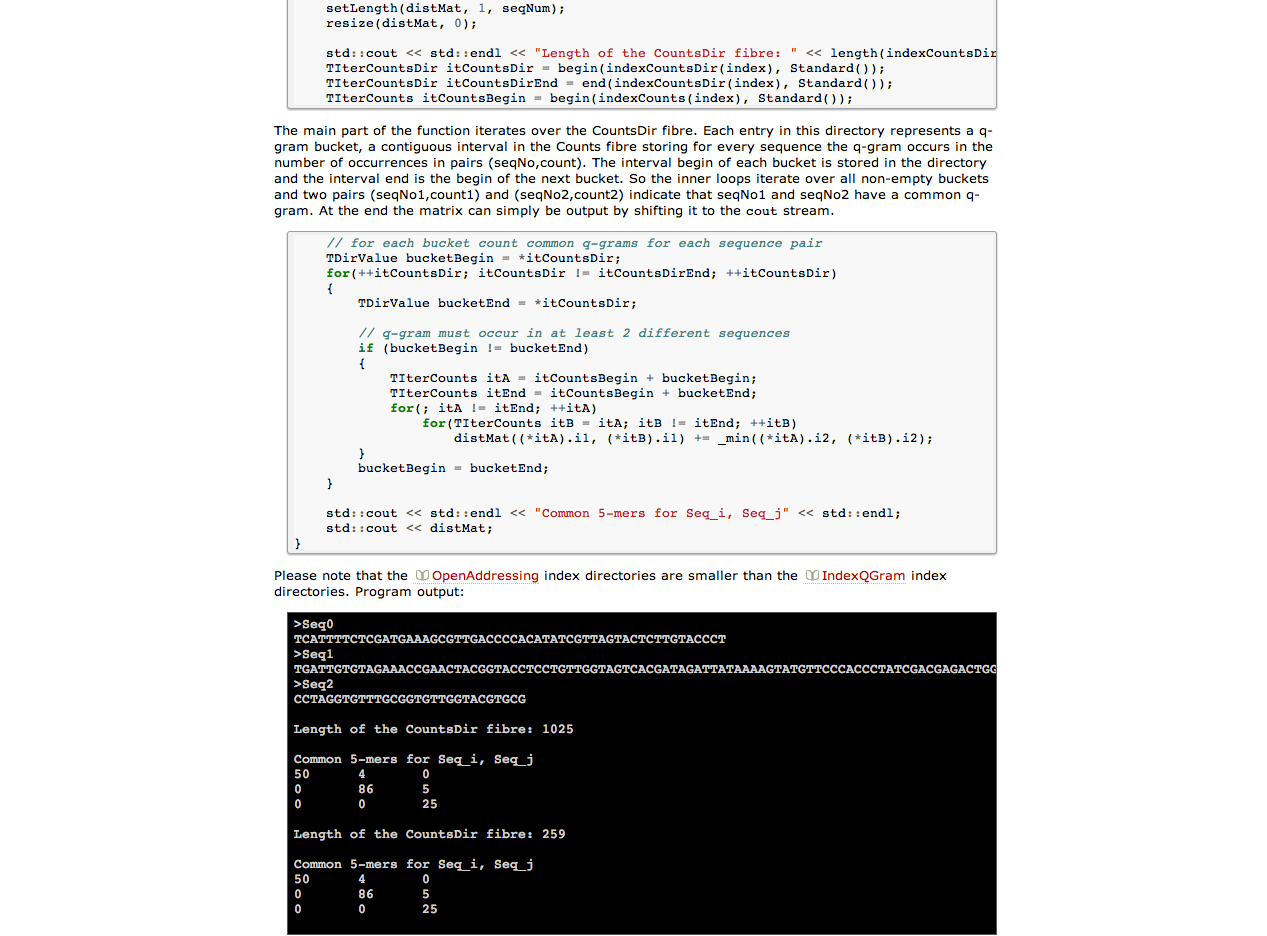 setLength(distMat, 1, seqNum);
resize(distMat, 0);
std::cout << std::endl << "Length of the CountsDir fibre: " << length(indexCountsDir
TIterCountsDir itCountsDir = begin(indexCountsDir(index), Standard());
TIterCountsDir itCountsDirEnd = end(indexCountsDir(index), Standard());
TIterCounts itCountsBegin = begin(indexCounts(index), Standard());
The main part of the function iterates over the CountsDir fibre. Each entry in this directory represents a q-
gram bucket, a contiguous interval in the Counts fibre storing for every sequence the q-gram occurs in the
number of occurrences in pairs (seqNo,count). The interval begin of each bucket is stored in the directory
and the interval end is the begin of the next bucket. So the inner loops iterate over all non-empty buckets
and two pairs (seqNo1,count1) and (seqNo2,count2) indicate that seqNo1 and seqNo2 have a common q-
gram. At the end the matrix can simply be output by shifting it to the cout stream.
// for each bucket count common q-grams for each sequence pair
TDirValue bucketBegin = *itCountsDir;
for(++itCountsDir; itCountsDir != itCountsDirEnd; ++itCountsDir)
{
TDirValue bucketEnd = *itCountsDir;
// q-gram must occur in at least 2 different sequences
if (bucketBegin != bucketEnd)
{
TIterCounts itA = itCountsBegin + bucketBegin;
TIterCounts itEnd = itCountsBegin + bucketEnd;
for(; itA != itEnd; ++itA)
for(TIterCounts itB = itA; itB != itEnd; ++itB)
distMat((*itA).i1, (*itB).i1) += _min((*itA).i2, (*itB).i2);
}
bucketBegin = bucketEnd;
}
std::cout << std::endl << "Common 5-mers for Seq_i, Seq_j" << std::endl;
std::cout << distMat;
}
Please note that the OpenAddressing index directories are smaller than the IndexQGram index
directories. Program output:
>Seq0
TCATTTTCTCGATGAAAGCGTTGACCCCACATATCGTTAGTACTCTTGTACCCT
>Seq1
TGATTGTGTAGAAACCGAACTACGGTACCTCCTGTTGGTAGTCACGATAGATTATAAAAGTATGTTCCCACCCTATCGACGAGACTGG
>Seq2
CCTAGGTGTTTGCGGTGTTGGTACGTGCG
Length of the CountsDir fibre: 1025
Common 5-mers for Seq_i, Seq_j
50 4 0
0 86 5
0 0 25
Length of the CountsDir fibre: 259
Common 5-mers for Seq_i, Seq_j
50 4 0
0 86 5
0 0 25